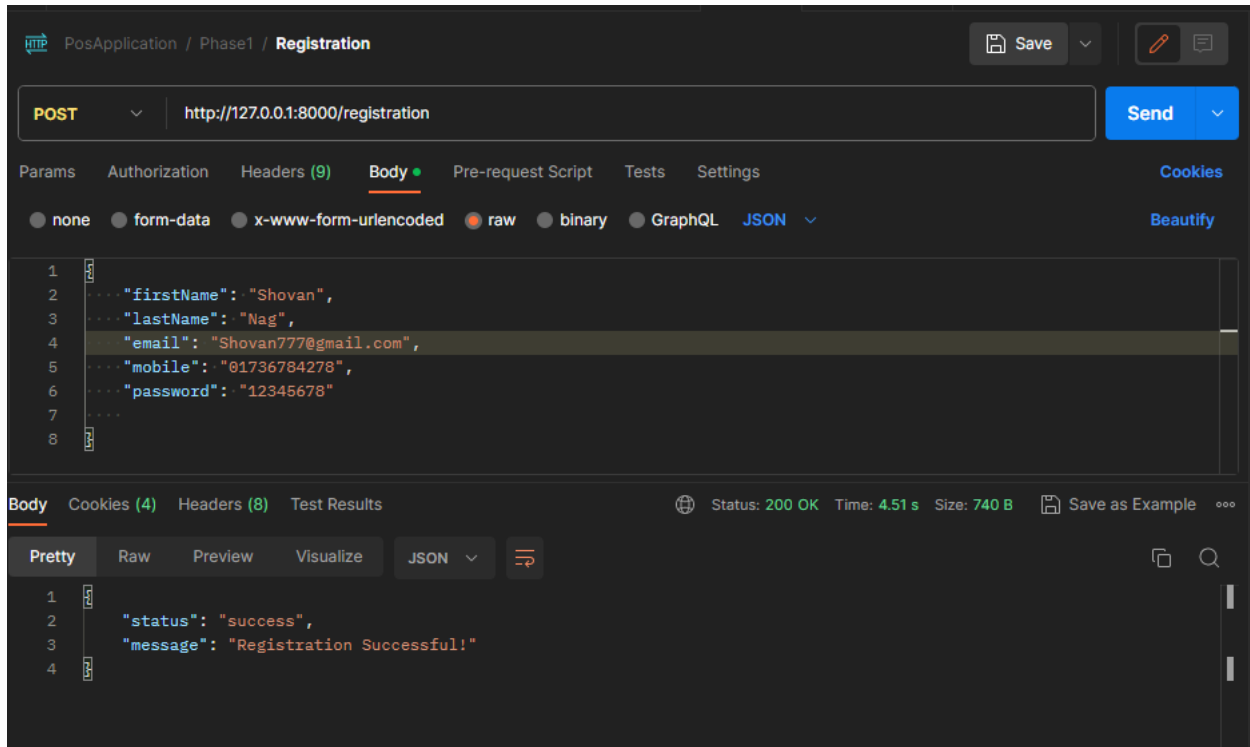 HTTP PosApplication / Phase1 / Registration Save
POST http://127.0.0.1:8000/registration Send
Params Authorization Headers (9) Body Pre-request Script Tests Settings Cookies
none form-data x-www-form-urlencoded raw binary GraphQL JSON Beautify
1 {
2 "firstName": "Shovan",
3 "lastName": "Nag",
4 "email": "Shovan777@gmail.com",
5 "mobile": "01736784278",
6 "password": "12345678"
7
8 }
Body Cookies (4) Headers (8) Test Results Status: 200 OK Time: 4.51 s Size: 740 B Save as Example
Pretty Raw Preview Visualize JSON
1 {
2 "status": "success",
3 "message": "Registration Successful!"
4 }